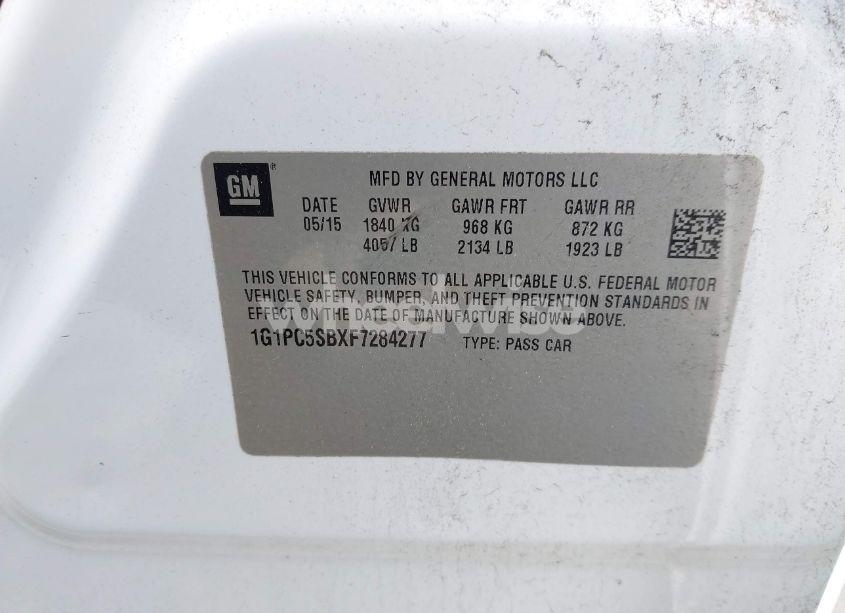 GM
MFD BY GENERAL MOTORS LLC
DATE GVWR GAWR FRT GAWR RR
05/15 1840 KG 968 KG 872 KG
4057 LB 2134 LB 1923 LB
THIS VEHICLE CONFORMS TO ALL APPLICABLE U.S. FEDERAL MOTOR
VEHICLE SAFETY, BUMPER, AND THEFT PREVENTION STANDARDS IN
EFFECT ON THE DATE OF MANUFACTURE SHOWN ABOVE.
1G1PC5SBXF7284277 TYPE: PASS CAR